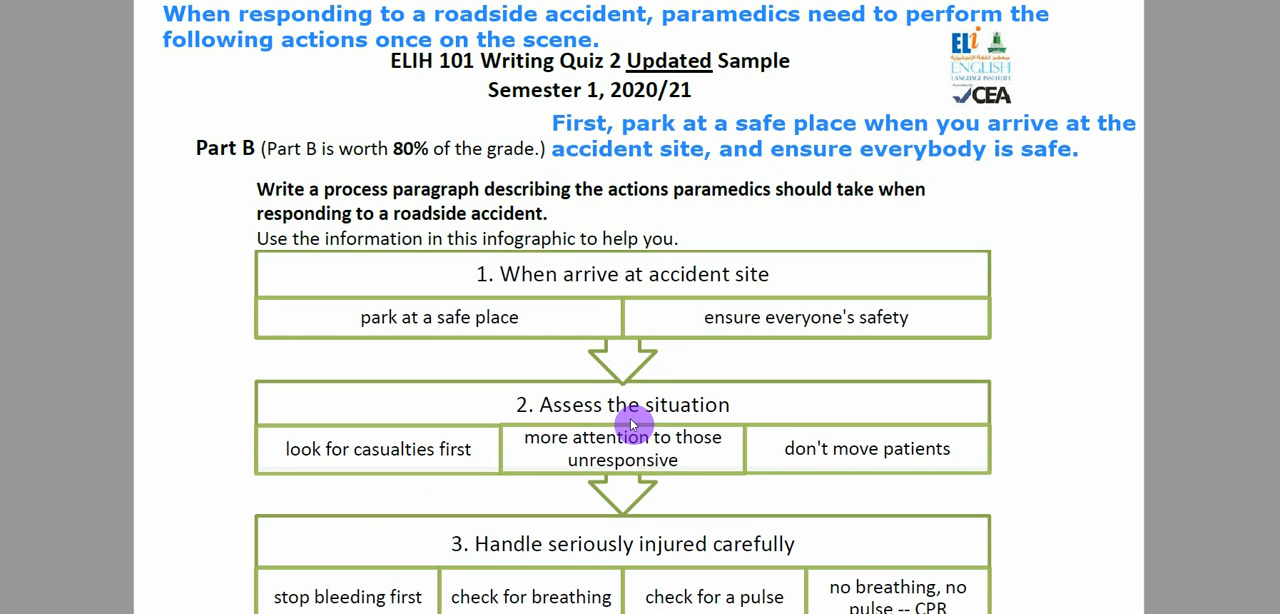 When responding to a roadside accident, paramedics need to perform the
following actions once on the scene.
ELIH 101 Writing Quiz 2 Updated Sample
Semester 1, 2020/21
ELi
ENGLISH
LANGUAGE INSTITUTE
CEA
First, park at a safe place when you arrive at the
accident site, and ensure everybody is safe.
Part B (Part B is worth 80% of the grade.)
Write a process paragraph describing the actions paramedics should take when
responding to a roadside accident.
Use the information in this infographic to help you.
1. When arrive at accident site
park at a safe place
ensure everyone's safety
2. Assess the situation
look for casualties first
more attention to those
unresponsive
don't move patients
3. Handle seriously injured carefully
stop bleeding first
check for breathing
check for a pulse
no breathing, no
pulse -- CPR